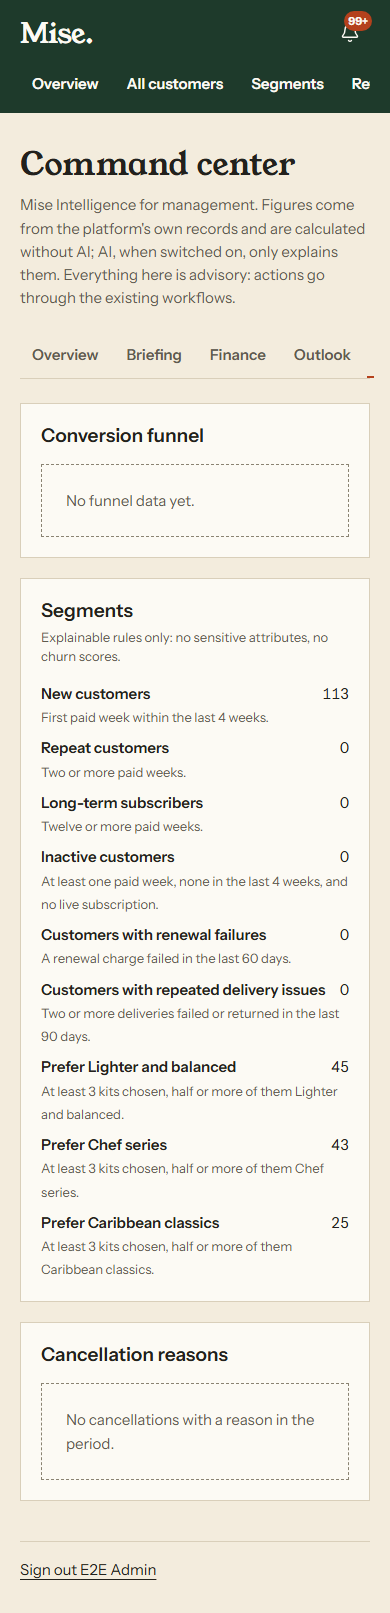 Mise.
99+
Overview All customers Segments Re
Command center
Mise Intelligence for management. Figures come
from the platform's own records and are calculated
without AI; AI, when switched on, only explains
them. Everything here is advisory: actions go
through the existing workflows.
Overview Briefing Finance Outlook
Conversion funnel
No funnel data yet.
Segments
Explainable rules only: no sensitive attributes, no
churn scores.
New customers 113
First paid week within the last 4 weeks.
Repeat customers 0
Two or more paid weeks.
Long-term subscribers 0
Twelve or more paid weeks.
Inactive customers 0
At least one paid week, none in the last 4 weeks, and
no live subscription.
Customers with renewal failures 0
A renewal charge failed in the last 60 days.
Customers with repeated delivery issues 0
Two or more deliveries failed or returned in the last
90 days.
Prefer Lighter and balanced 45
At least 3 kits chosen, half or more of them Lighter
and balanced.
Prefer Chef series 43
At least 3 kits chosen, half or more of them Chef
series.
Prefer Caribbean classics 25
At least 3 kits chosen, half or more of them
Caribbean classics.
Cancellation reasons
No cancellations with a reason in the
period.
Sign out E2E Admin